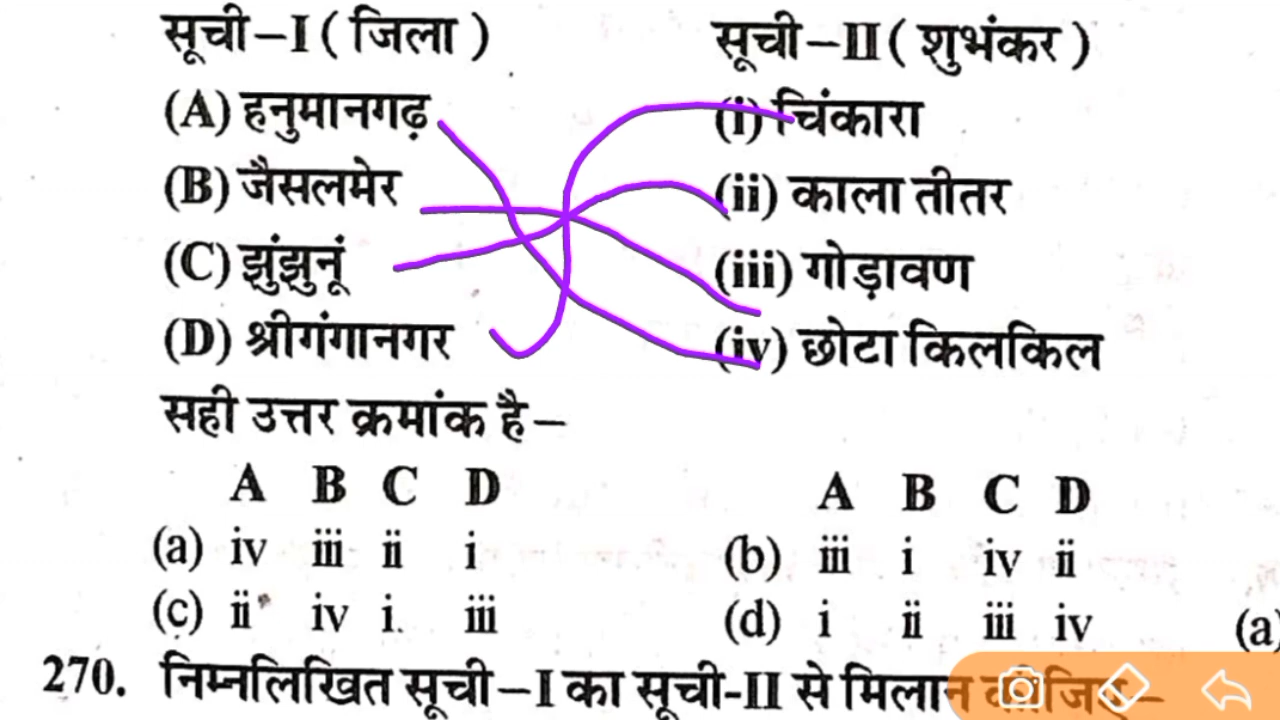 सूची–I ( जिला ) सूची–II ( शुभंकर )
(A) हनुमानगढ़ (i) चिंकारा
(B) जैसलमेर (ii) काला तीतर
(C) झुंझुनूं (iii) गोड़ावण
(D) श्रीगंगानगर (iv) छोटा किलकिल
सही उत्तर क्रमांक है–
A B C D A B C D
(a) iv iii ii i (b) iii i iv ii
(c) ii iv i. iii (d) i ii iii iv (a)
270. निम्नलिखित सूची–I का सूची-II से मिलान कीजिए–